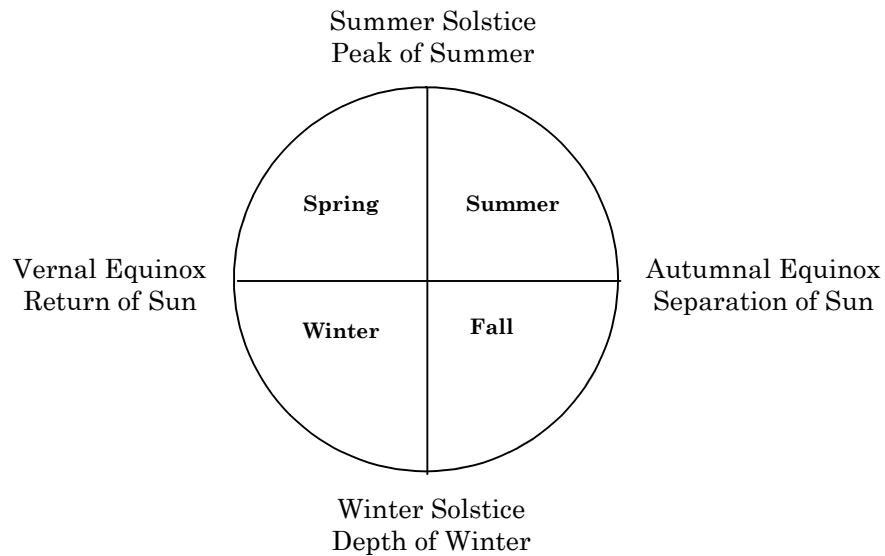 Summer Solstice
Peak of Summer
Spring
Summer
Vernal Equinox
Return of Sun
Autumnal Equinox
Separation of Sun
Winter
Fall
Winter Solstice
Depth of Winter